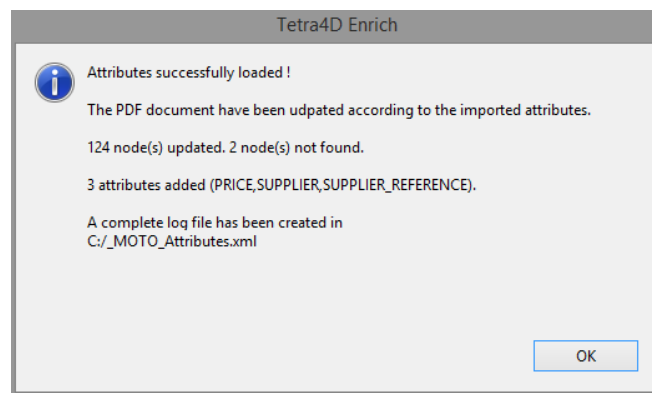 Tetra4D Enrich
Attributes successfully loaded !
The PDF document have been udpated according to the imported attributes.
124 node(s) updated. 2 node(s) not found.
3 attributes added (PRICE,SUPPLIER,SUPPLIER_REFERENCE).
A complete log file has been created in
C:/_MOTO_Attributes.xml
OK